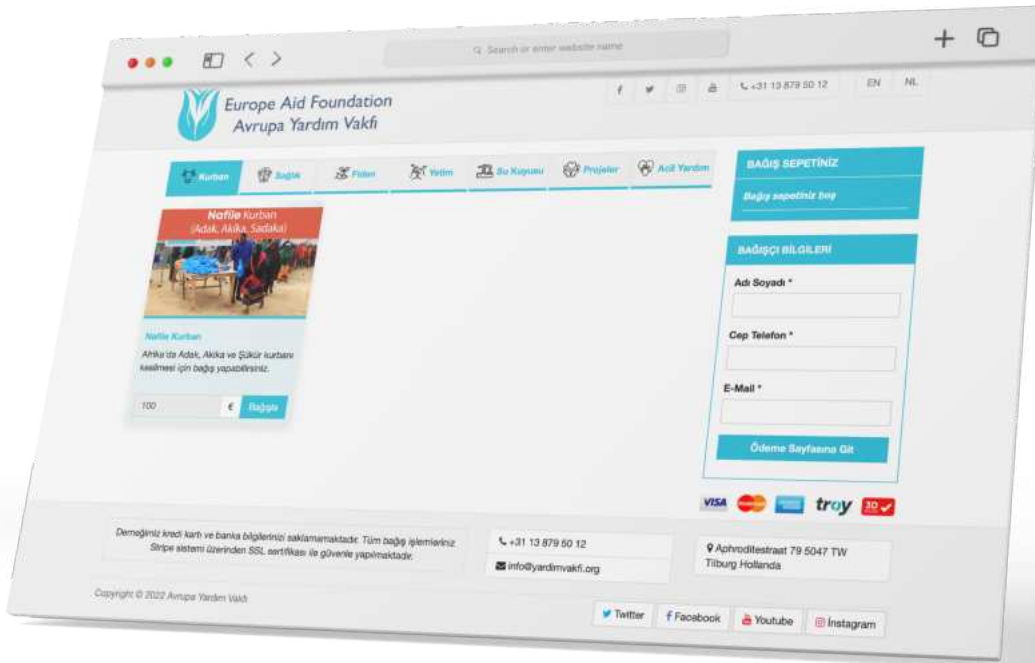 Search or enter website name
Europe Aid Foundation
Avrupa Yardım Vakfı
+31 13 879 50 12
EN
NL
Kurban
Sağlık
Fidan
Yetim
Su Kuyusu
Projeler
Acil Yardım
BAĞIŞ SEPETİNİZ
Bağış sepetiniz boş
Nafile Kurban
(Adak, Akika, Sadaka)
Nafile Kurban
Afrika'da Adak, Akika ve Şükür kurbanı
kesilmesi için bağış yapabilirsiniz.
100 € Bağışla
BAĞIŞÇI BİLGİLERİ
Adı Soyadı *
Cep Telefon *
E-Mail *
Ödeme Sayfasına Git
VISA
troy
3D
Derneğimiz kredi kartı ve banka bilgilerinizi saklamamaktadır. Tüm bağış işlemleriniz
Stripe sistemi üzerinden SSL sertifikası ile güvenle yapılmaktadır.
+31 13 879 50 12
info@yardimvakfi.org
Aphroditestraat 79 5047 TW
Tilburg Hollanda
Copyright © 2022 Avrupa Yardım Vakfı
Twitter
Facebook
Youtube
İnstagram